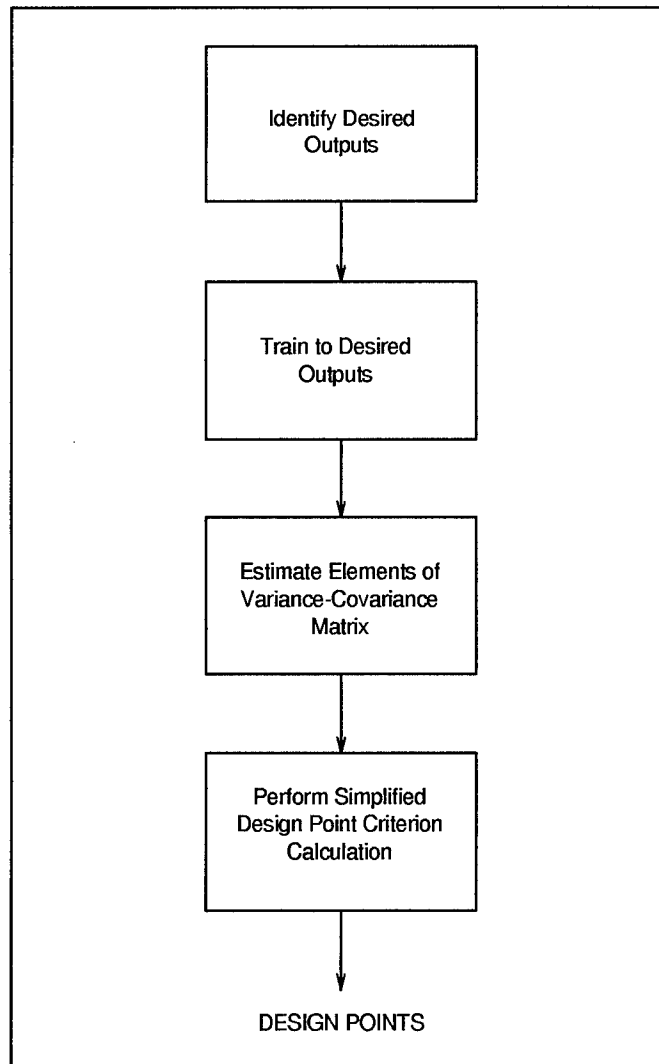 Identify Desired
Outputs
Train to Desired
Outputs
Estimate Elements of
Variance-Covariance
Matrix
Perform Simplified
Design Point Criterion
Calculation
DESIGN POINTS